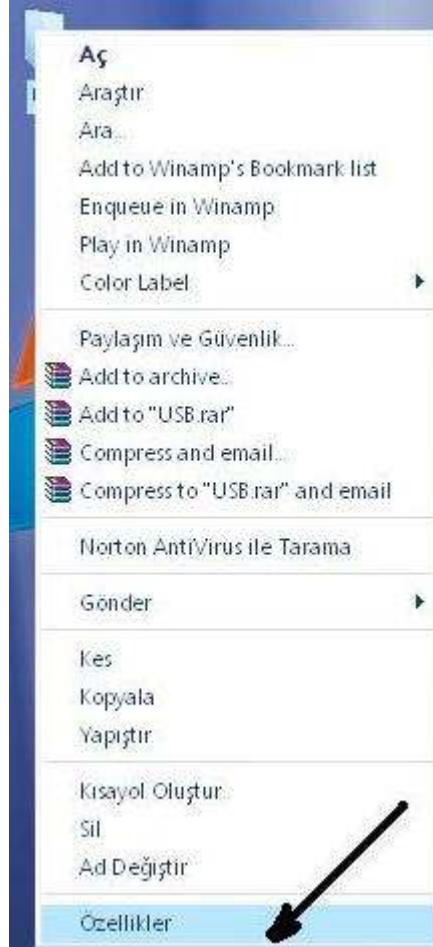 Aç
Araştır
Ara...
Add to Winamp's Bookmark list
Enqueue in Winamp
Play in Winamp
Color Label
Paylaşım ve Güvenlik...
Add to archive...
Add to "USB.rar"
Compress and email...
Compress to "USB.rar" and email
Norton AntiVirus ile Tarama
Gönder
Kes
Kopyala
Yapıştır
Kısayol Oluştur
Sil
Ad Değiştir
Özellikler